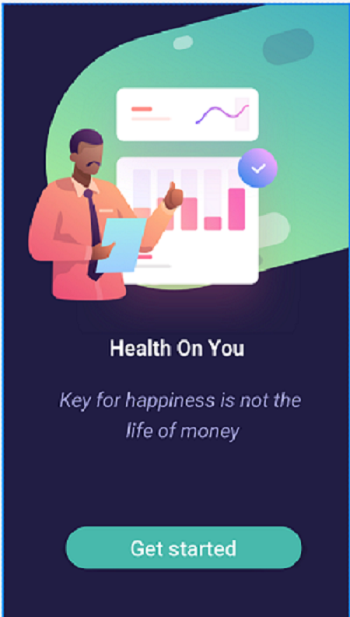 Health On You
Key for happiness is not the
life of money
Get started